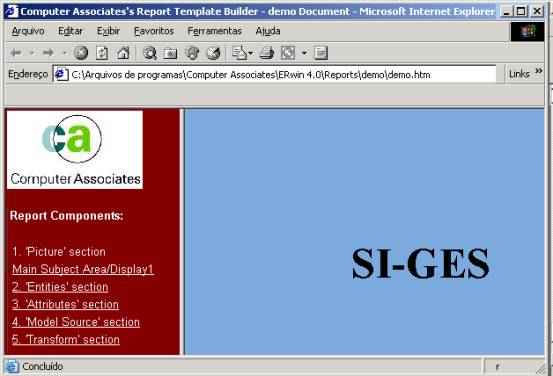 Computer Associates's Report Template Builder - demo Document - Microsoft Internet Explorer
Arquivo Editar Exibir Favoritos Ferramentas Ajuda
Endereço C:\Arquivos de programas\Computer Associates\ERwin 4.0\Reports\demo\demo.htm Links »
ca
Computer Associates
Report Components:
1. 'Picture' section
Main Subject Area/Display1
2. 'Entities' section
3. 'Attributes' section
4. 'Model Source' section
5. 'Transform' section
SI-GES
Concluído